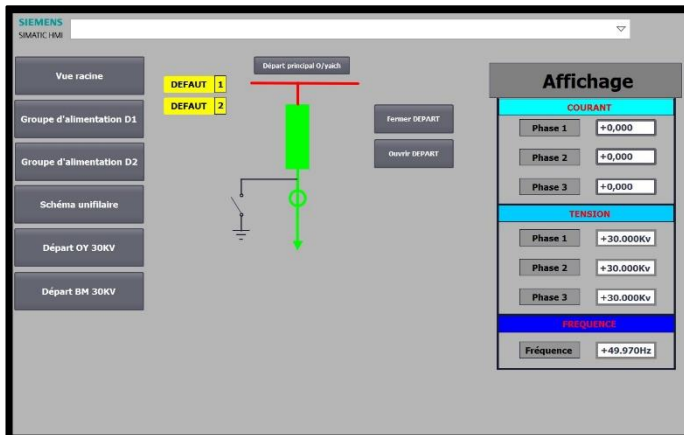 SIEMENS
SIMATIC HMI
Vue racine
Groupe d'alimentation D1
Groupe d'alimentation D2
Schéma unifilaire
Départ OY 30KV
Départ BM 30KV
DEFAUT 1
DEFAUT 2
Départ principal O/yaich
Fermer DEPART
Ouvrir DEPART
Affichage
COURANT
Phase 1 +0,000
Phase 2 +0,000
Phase 3 +0,000
TENSION
Phase 1 +30.000Kv
Phase 2 +30.000Kv
Phase 3 +30.000Kv
FREQUENCE
Fréquence +49.970Hz